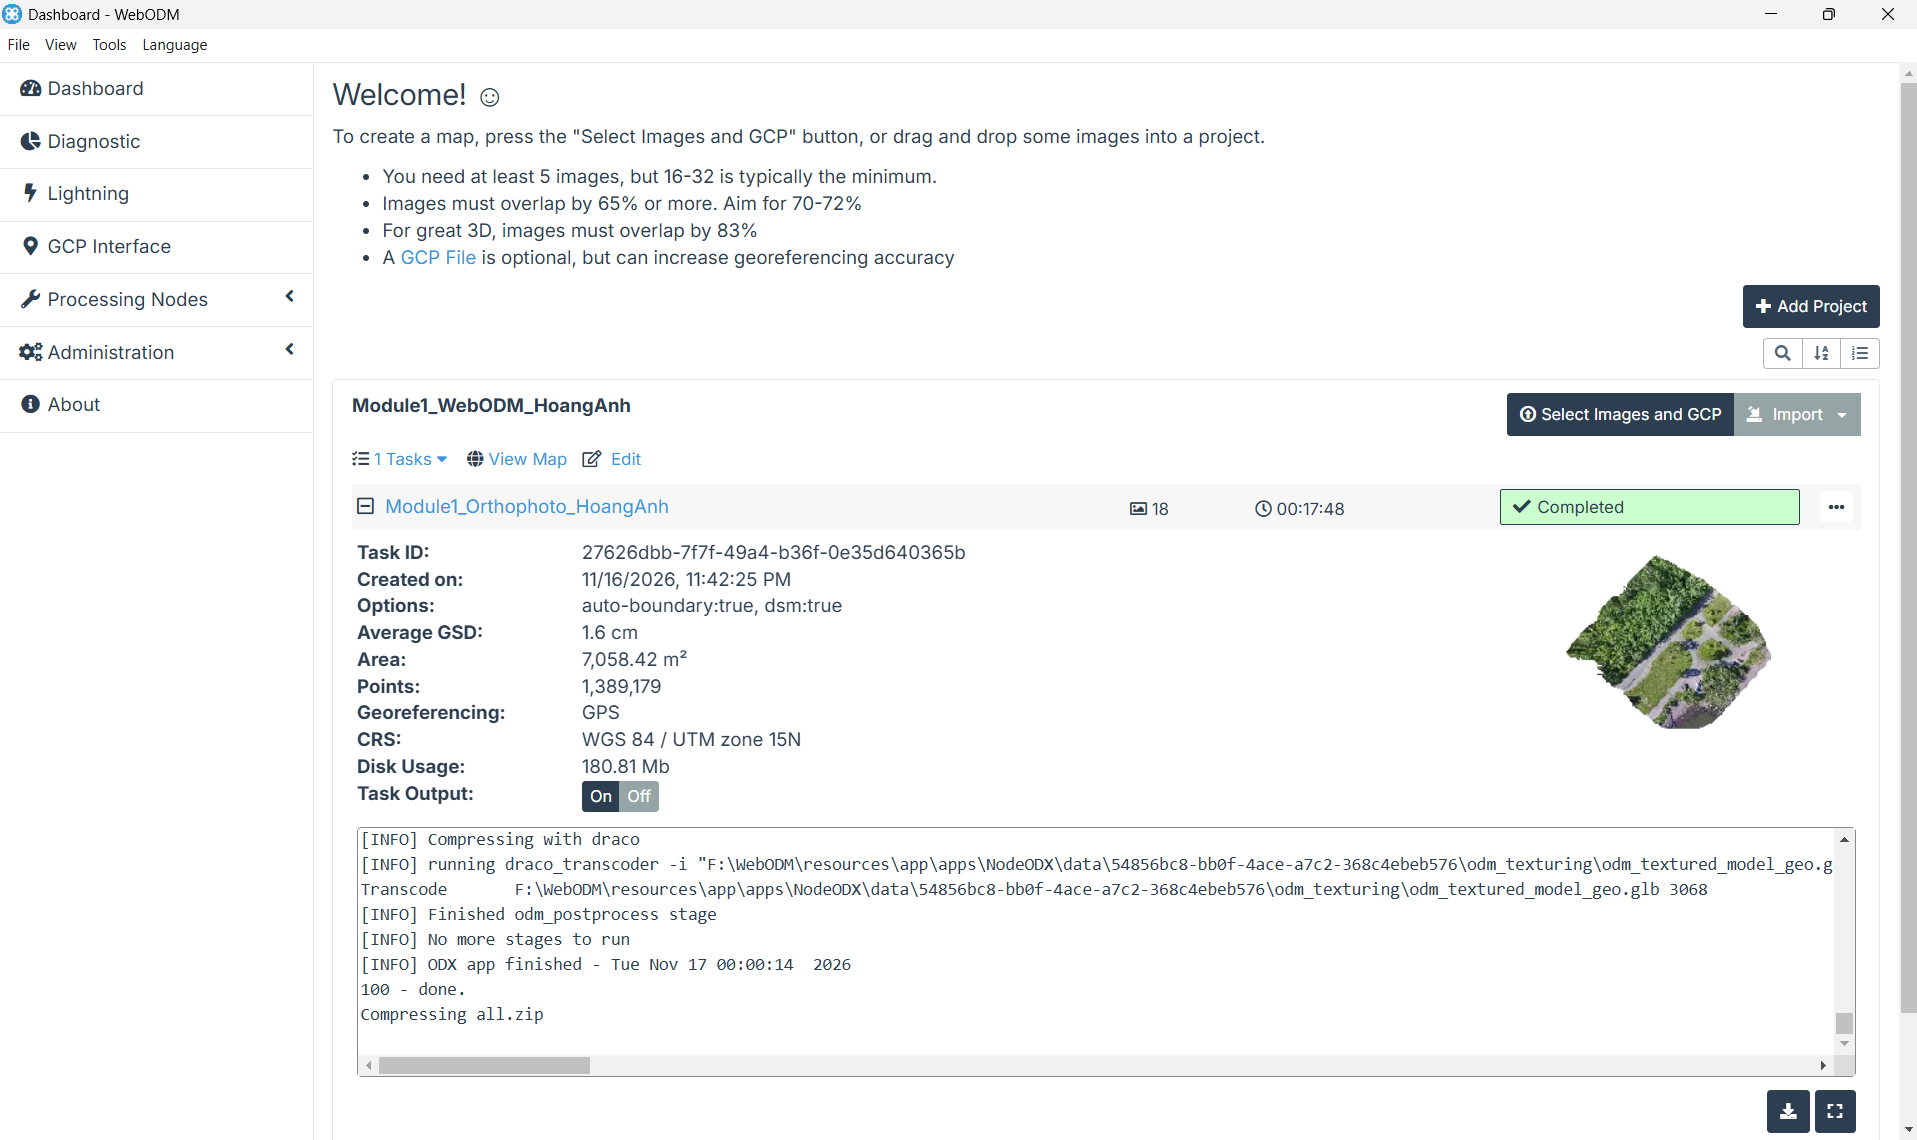 Dashboard - WebODM
File View Tools Language
Dashboard
Diagnostic
Lightning
GCP Interface
Processing Nodes
Administration
About
Welcome!
To create a map, press the "Select Images and GCP" button, or drag and drop some images into a project.
You need at least 5 images, but 16-32 is typically the minimum.
Images must overlap by 65% or more. Aim for 70-72%
For great 3D, images must overlap by 83%
A GCP File is optional, but can increase georeferencing accuracy
Add Project
Module1_WebODM_HoangAnh
Select Images and GCP Import
1 Tasks View Map Edit
Module1_Orthophoto_HoangAnh 18 00:17:48 Completed
Task ID: 27626dbb-7f7f-49a4-b36f-0e35d640365b
Created on: 11/16/2026, 11:42:25 PM
Options: auto-boundary:true, dsm:true
Average GSD: 1.6 cm
Area: 7,058.42 m²
Points: 1,389,179
Georeferencing: GPS
CRS: WGS 84 / UTM zone 15N
Disk Usage: 180.81 Mb
Task Output: On Off
[INFO] Compressing with draco
[INFO] running draco_transcoder -i "F:\WebODM\resources\app\apps\NodeODX\data\54856bc8-bb0f-4ace-a7c2-368c4ebeb576\odm_texturing\odm_textured_model_geo.g
Transcode F:\WebODM\resources\app\apps\NodeODX\data\54856bc8-bb0f-4ace-a7c2-368c4ebeb576\odm_texturing\odm_textured_model_geo.glb 3068
[INFO] Finished odm_postprocess stage
[INFO] No more stages to run
[INFO] ODX app finished - Tue Nov 17 00:00:14 2026
100 - done.
Compressing all.zip